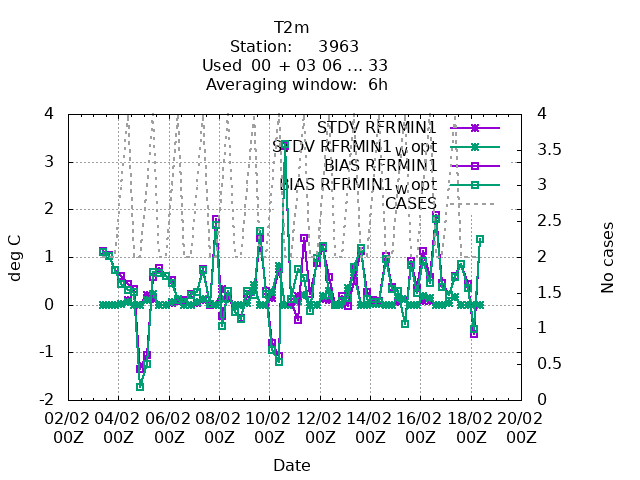 T2m
Station: 3963
Used 00 + 03 06 ... 33
Averaging window: 6h
STDV RFRMIN1
STDV RFRMIN1_W opt
BIAS RFRMIN1
BIAS RFRMIN1_W opt
CASES
deg C
4
3
2
1
0
-1
-2
No cases
4
3.5
3
2.5
2
1.5
1
0.5
0
02/02 04/02 06/02 08/02 10/02 12/02 14/02 16/02 18/02 20/02
00Z 00Z 00Z 00Z 00Z 00Z 00Z 00Z 00Z 00Z
Date